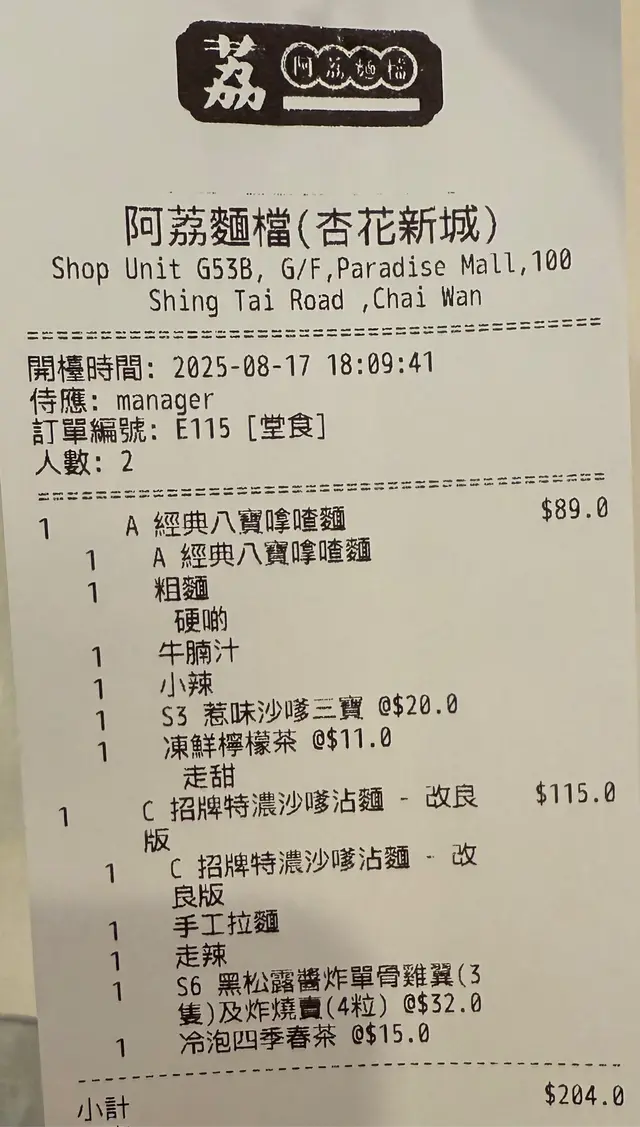 荔 阿荔麵檔
阿荔麵檔(杏花新城)
Shop Unit G53B, G/F,Paradise Mall,100
Shing Tai Road ,Chai Wan
開檯時間: 2025-08-17 18:09:41
侍應: manager
訂單編號: E115 [堂食]
人數: 2
1 A 經典八寶嗱喳麵 $89.0
1 A 經典八寶嗱喳麵
1 粗麵
硬啲
1 牛腩汁
1 小辣
1 S3 惹味沙嗲三寶 @$20.0
1 凍鮮檸檬茶 @$11.0
走甜
1 C 招牌特濃沙嗲沾麵 - 改良 $115.0
版
1 C 招牌特濃沙嗲沾麵 - 改
良版
1 手工拉麵
1 走辣
1 S6 黑松露醬炸單骨雞翼(3
隻)及炸燒賣(4粒) @$32.0
1 冷泡四季春茶 @$15.0
小計 $204.0